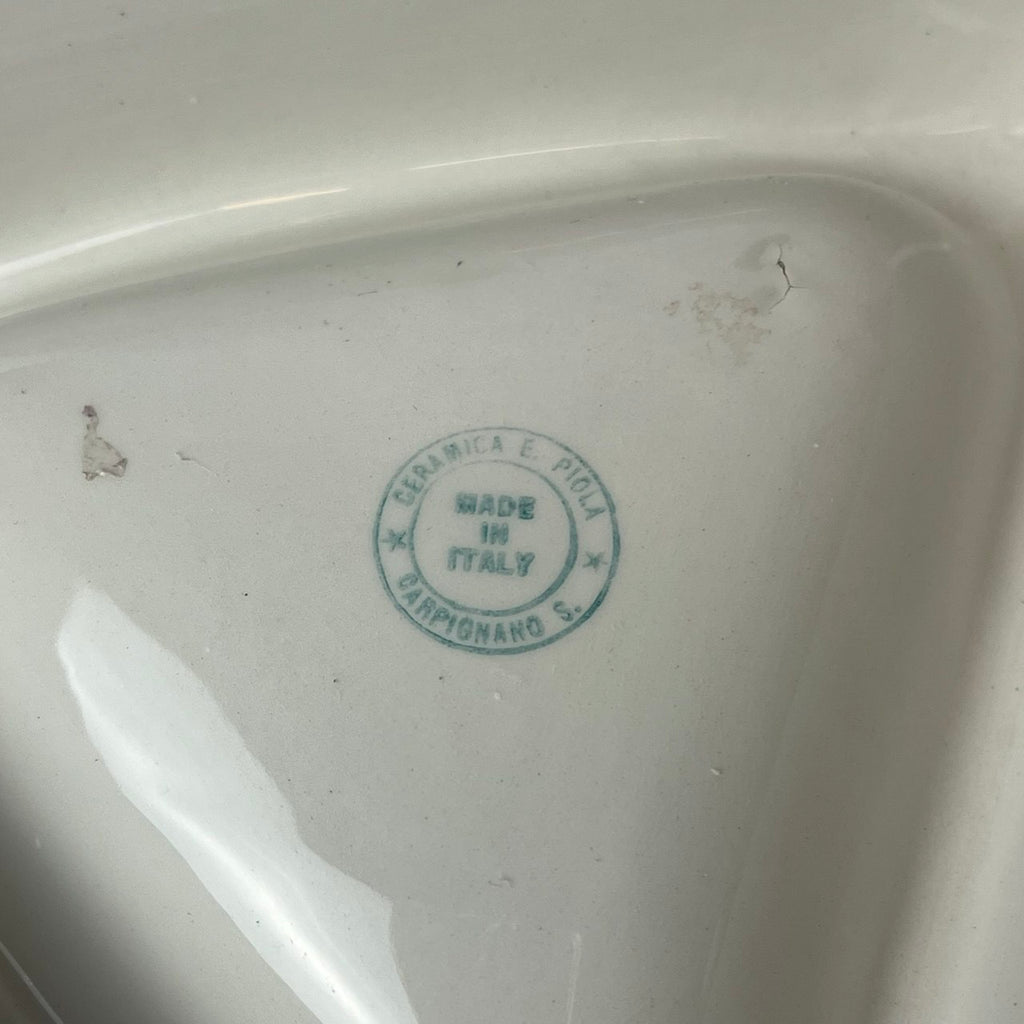 CERAMICA E. PIOLA
MADE
IN
ITALY
CARPIGNANO S.